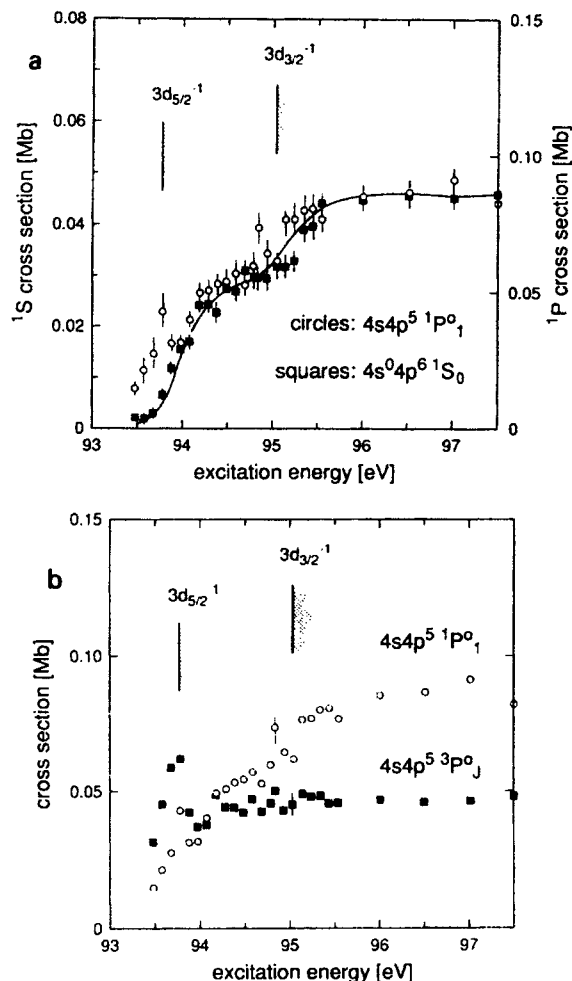 0.08
0.15
a
3d3/2-1
3d5/2-1
0.06
0.10
1S cross section [Mb]
1P cross section [Mb]
0.04
0.05
circles: 4s4p5 1Po1
0.02
squares: 4s04p6 1S0
0
0
93 94 95 96 97
excitation energy [eV]
0.15
b
3d3/2-1
3d5/2-1
4s4p5 1Po1
0.10
cross section [Mb]
4s4p5 3PoJ
0.05
0
93 94 95 96 97
excitation energy [eV]